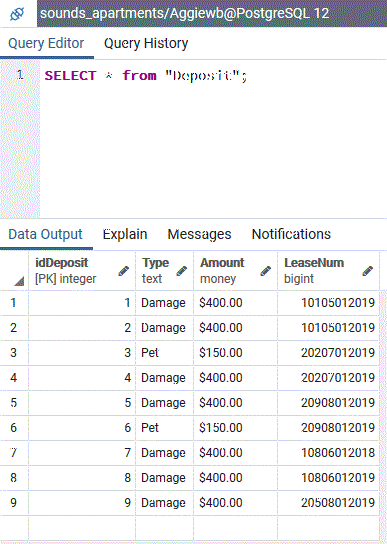 sounds_apartments/Aggiewb@PostgreSQL 12
Query Editor Query History
1 SELECT * from "Deposit";
Data Output Explain Messages Notifications
idDeposit Type Amount LeaseNum
[PK] integer text money bigint
1 1 Damage $400.00 10105012019
2 2 Damage $400.00 10105012019
3 3 Pet $150.00 20207012019
4 4 Damage $400.00 20207012019
5 5 Damage $400.00 20908012019
6 6 Pet $150.00 20908012019
7 7 Damage $400.00 10806012018
8 8 Damage $400.00 10806012019
9 9 Damage $400.00 20508012019